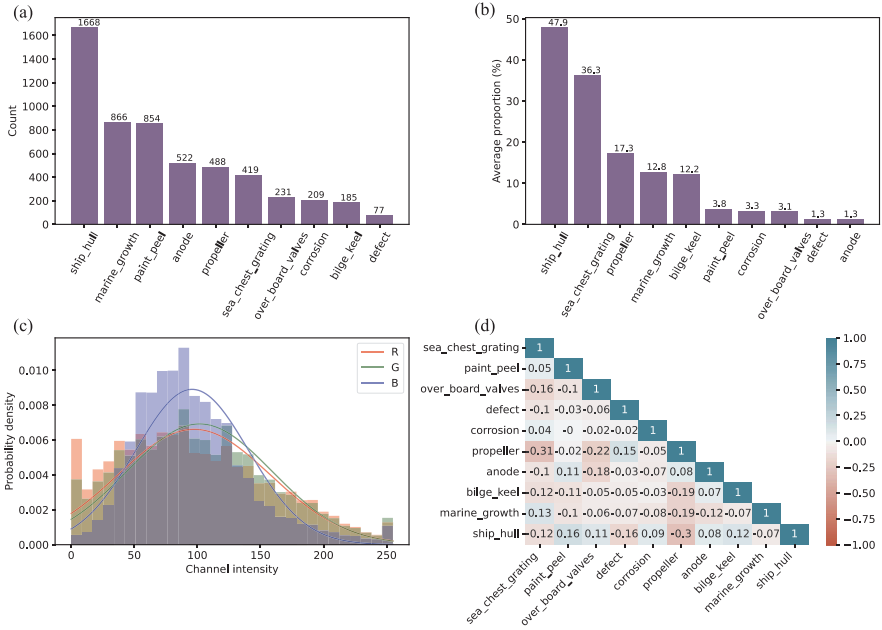 (a)
1668
866
854
522
488
419
231
209
185
77
1600
1400
1200
1000
800
600
400
200
0
Count
ship_hull
marine_growth
paint_peel
anode
propeller
sea_chest_grating
over_board_valves
corrosion
bilge_keel
defect
(b)
47.9
36.3
17.3
12.8
12.2
3.8
3.3
3.1
1.3
1.3
50
40
30
20
10
0
Average proportion (%)
ship_hull
sea_chest_grating
propeller
marine_growth
bilge_keel
paint_peel
corrosion
over_board_valves
defect
anode
(c)
R
G
B
0.010
0.008
0.006
0.004
0.002
0.000
Probability density
0 50 100 150 200 250
Channel intensity
(d)
sea_chest_grating 1
paint_peel 0.05 1
over_board_valves -0.16 -0.1 1
defect -0.1 -0.03 -0.06 1
corrosion 0.04 -0 -0.02 -0.02 1
propeller -0.31 -0.02 -0.22 0.15 -0.05 1
anode -0.1 0.11 -0.18 -0.03 -0.07 0.08 1
bilge_keel -0.12 -0.11 -0.05 -0.05 -0.03 -0.19 0.07 1
marine_growth 0.13 -0.1 -0.06 -0.07 -0.08 -0.19 -0.12 -0.07 1
ship_hull -0.12 0.16 0.11 -0.16 0.09 -0.3 0.08 0.12 -0.07 1
sea_chest_grating
paint_peel
over_board_valves
defect
corrosion
propeller
anode
bilge_keel
marine_growth
ship_hull
1.00
0.75
0.50
0.25
0.00
-0.25
-0.50
-0.75
-1.00